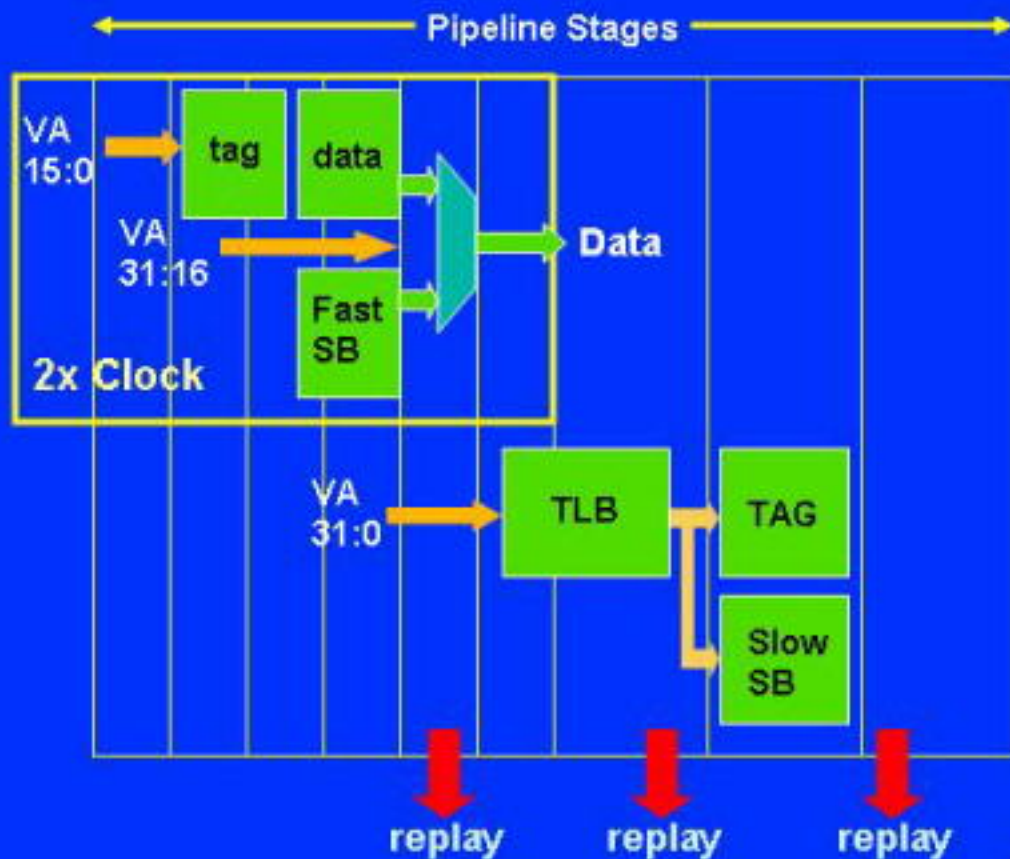 Pipeline Stages
VA
15:0
tag
data
VA
31:16
Data
Fast
SB
2x Clock
VA
31:0
TLB
TAG
Slow
SB
replay
replay
replay